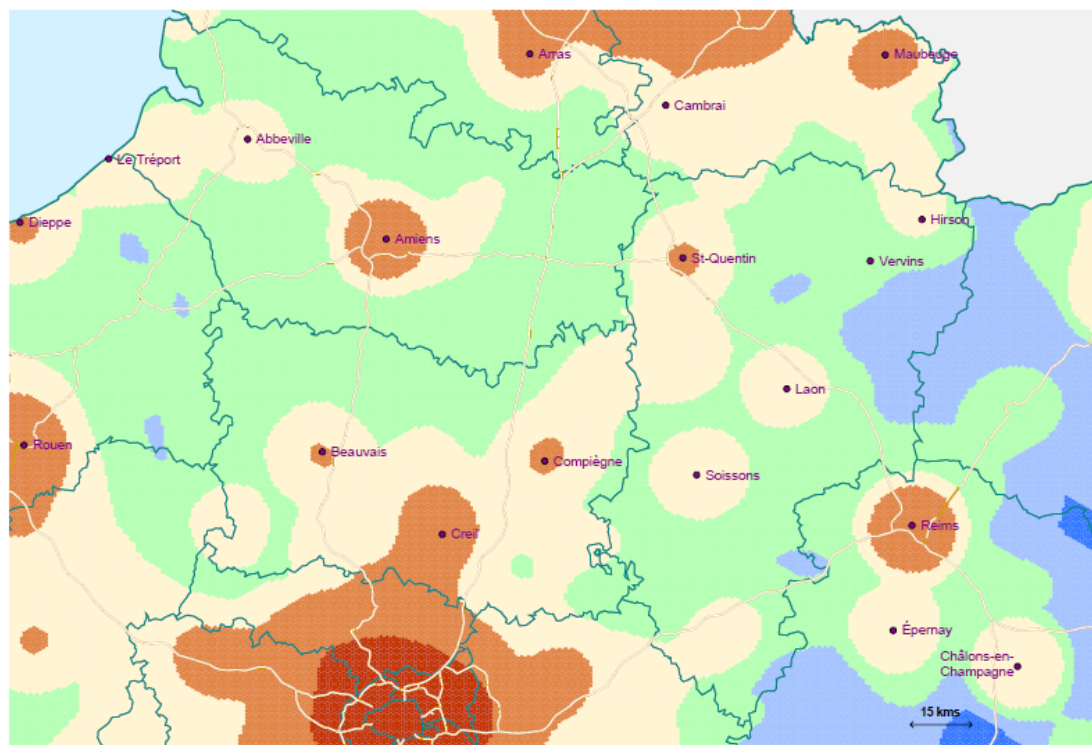 Arras
Maubeuge
Cambrai
Abbeville
Le Tréport
Dieppe
Hirson
Amiens
St-Quentin
Vervins
Laon
Rouen
Beauvais
Compiègne
Soissons
Reims
Creil
Épernay
Châlons-en-
Champagne
15 kms